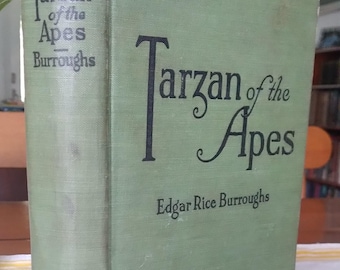 Tarzan
of the
Apes
Burroughs
Tarzan of the
Apes
Edgar Rice Burroughs